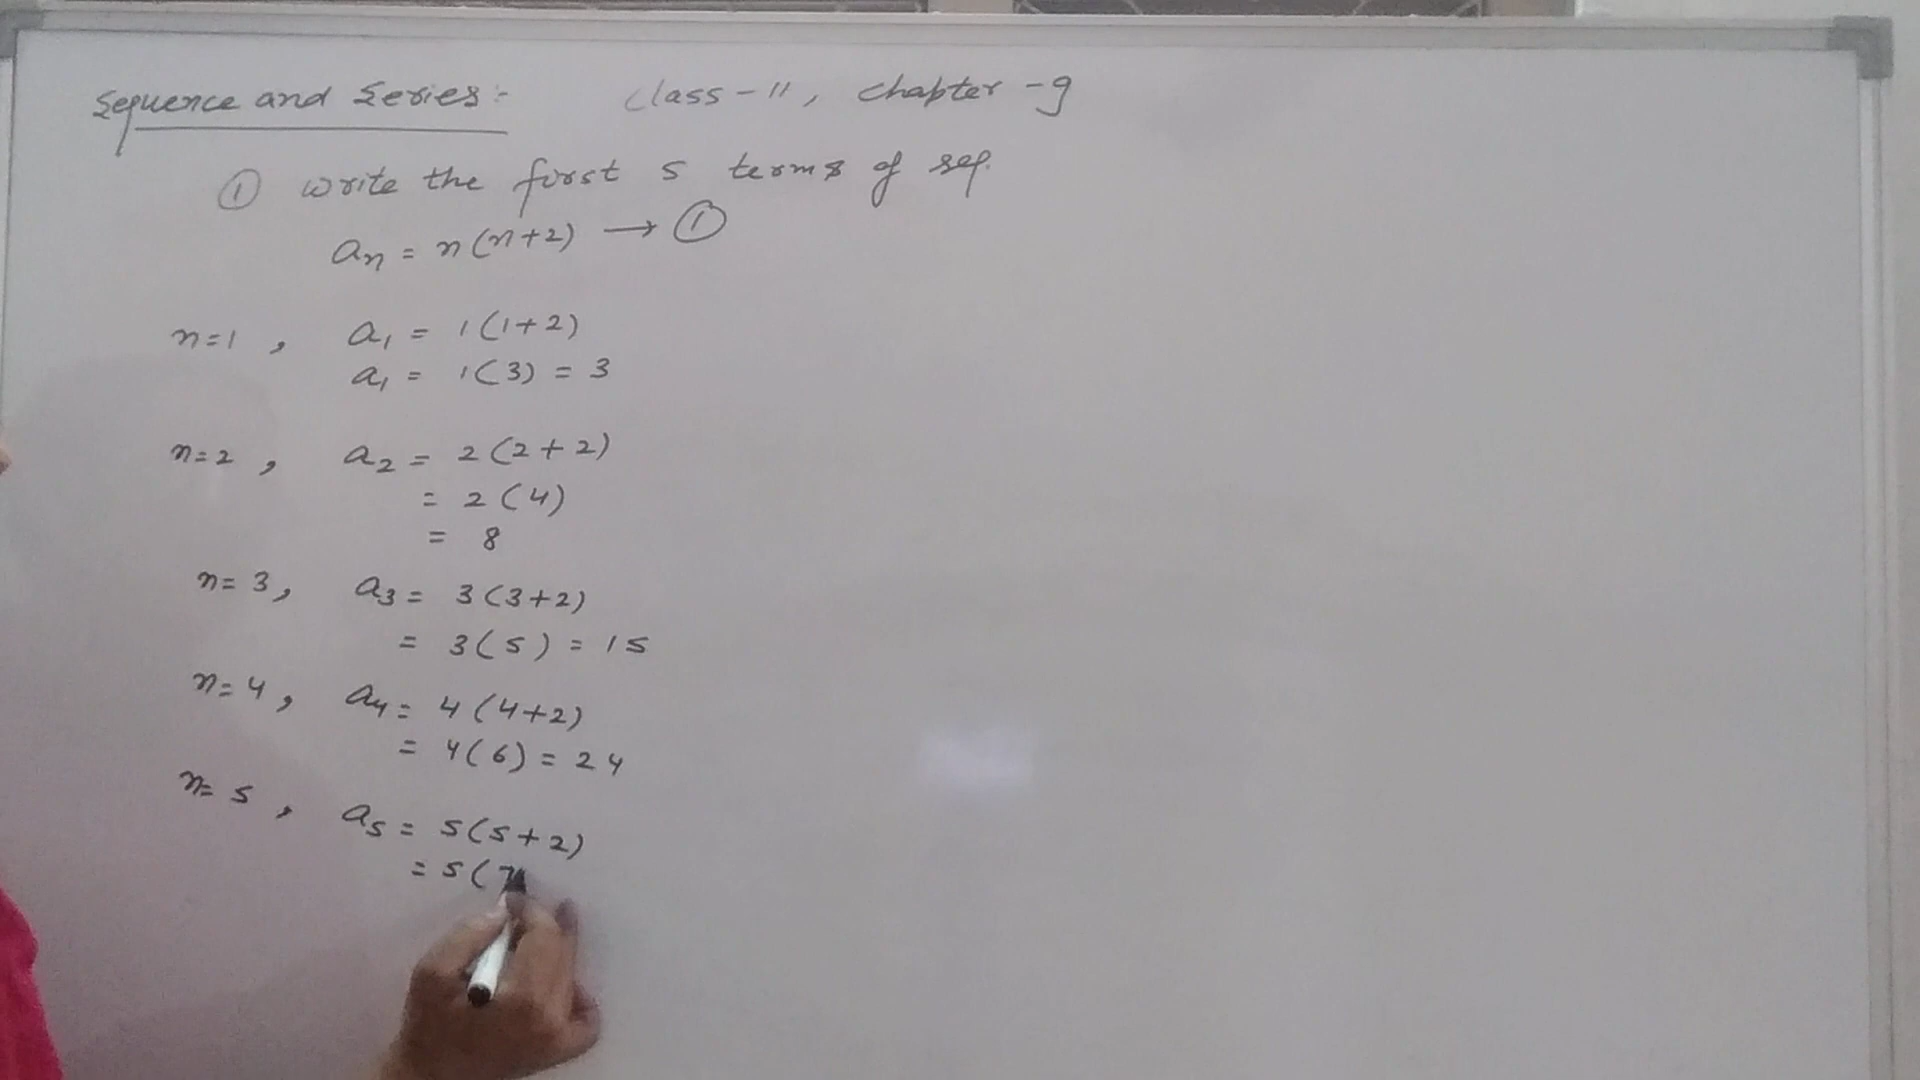 Sequence and Series:- Class-11, Chapter-9
① Write the first 5 terms of seq.
an = n(n+2) → ①
n=1, a1 = 1(1+2)
a1 = 1(3) = 3
n=2, a2 = 2(2+2)
= 2(4)
= 8
n=3, a3 = 3(3+2)
= 3(5) = 15
n=4, a4 = 4(4+2)
= 4(6) = 24
n=5, a5 = 5(5+2)
= 5(7